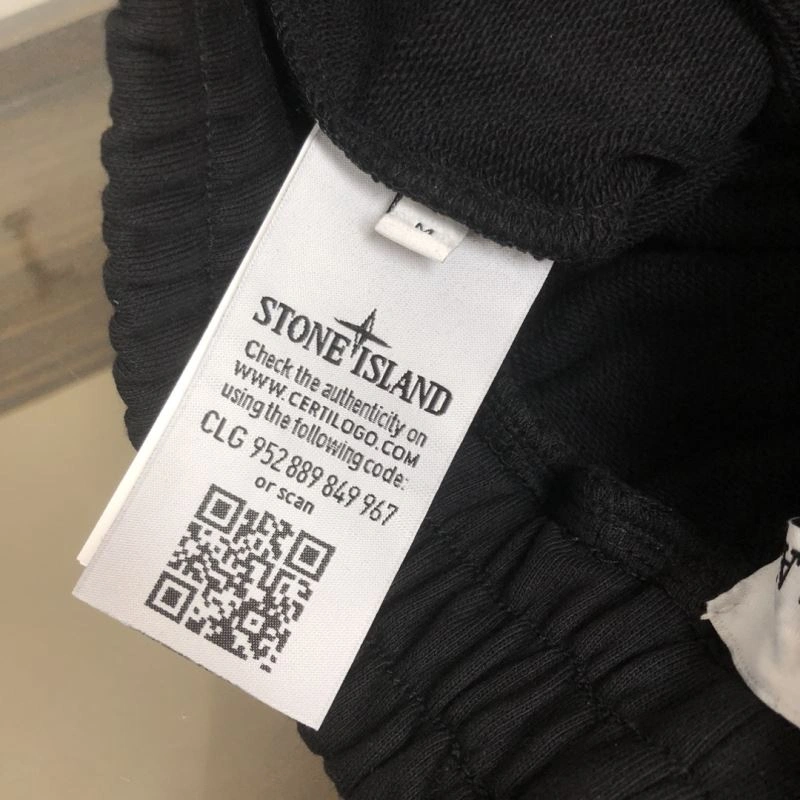 M
STONE ISLAND
Check the authenticity on
WWW.CERTILOGO.COM
using the following code:
CLG 952 889 849 967
or scan